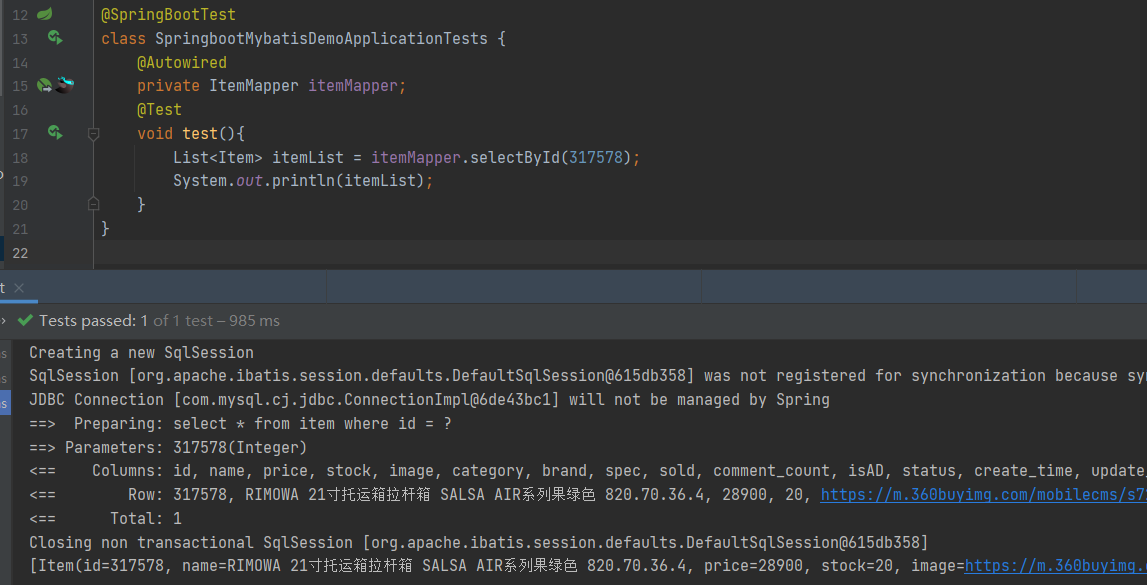 12 @SpringBootTest
13 class SpringbootMybatisDemoApplicationTests {
14 @Autowired
15 private ItemMapper itemMapper;
16 @Test
17 void test(){
18 List<Item> itemList = itemMapper.selectById(317578);
19 System.out.println(itemList);
20 }
21 }
22
t ×
Tests passed: 1 of 1 test – 985 ms
Creating a new SqlSession
SqlSession [org.apache.ibatis.session.defaults.DefaultSqlSession@615db358] was not registered for synchronization because sy
JDBC Connection [com.mysql.cj.jdbc.ConnectionImpl@6de43bc1] will not be managed by Spring
==>  Preparing: select * from item where id = ?
==> Parameters: 317578(Integer)
<==    Columns: id, name, price, stock, image, category, brand, spec, sold, comment_count, isAD, status, create_time, update
<==        Row: 317578, RIMOWA 21寸托运箱拉杆箱 SALSA AIR系列果绿色 820.70.36.4, 28900, 20, https://m.360buyimg.com/mobilecms/s7
<==      Total: 1
Closing non transactional SqlSession [org.apache.ibatis.session.defaults.DefaultSqlSession@615db358]
[Item(id=317578, name=RIMOWA 21寸托运箱拉杆箱 SALSA AIR系列果绿色 820.70.36.4, price=28900, stock=20, image=https://m.360buyimg.